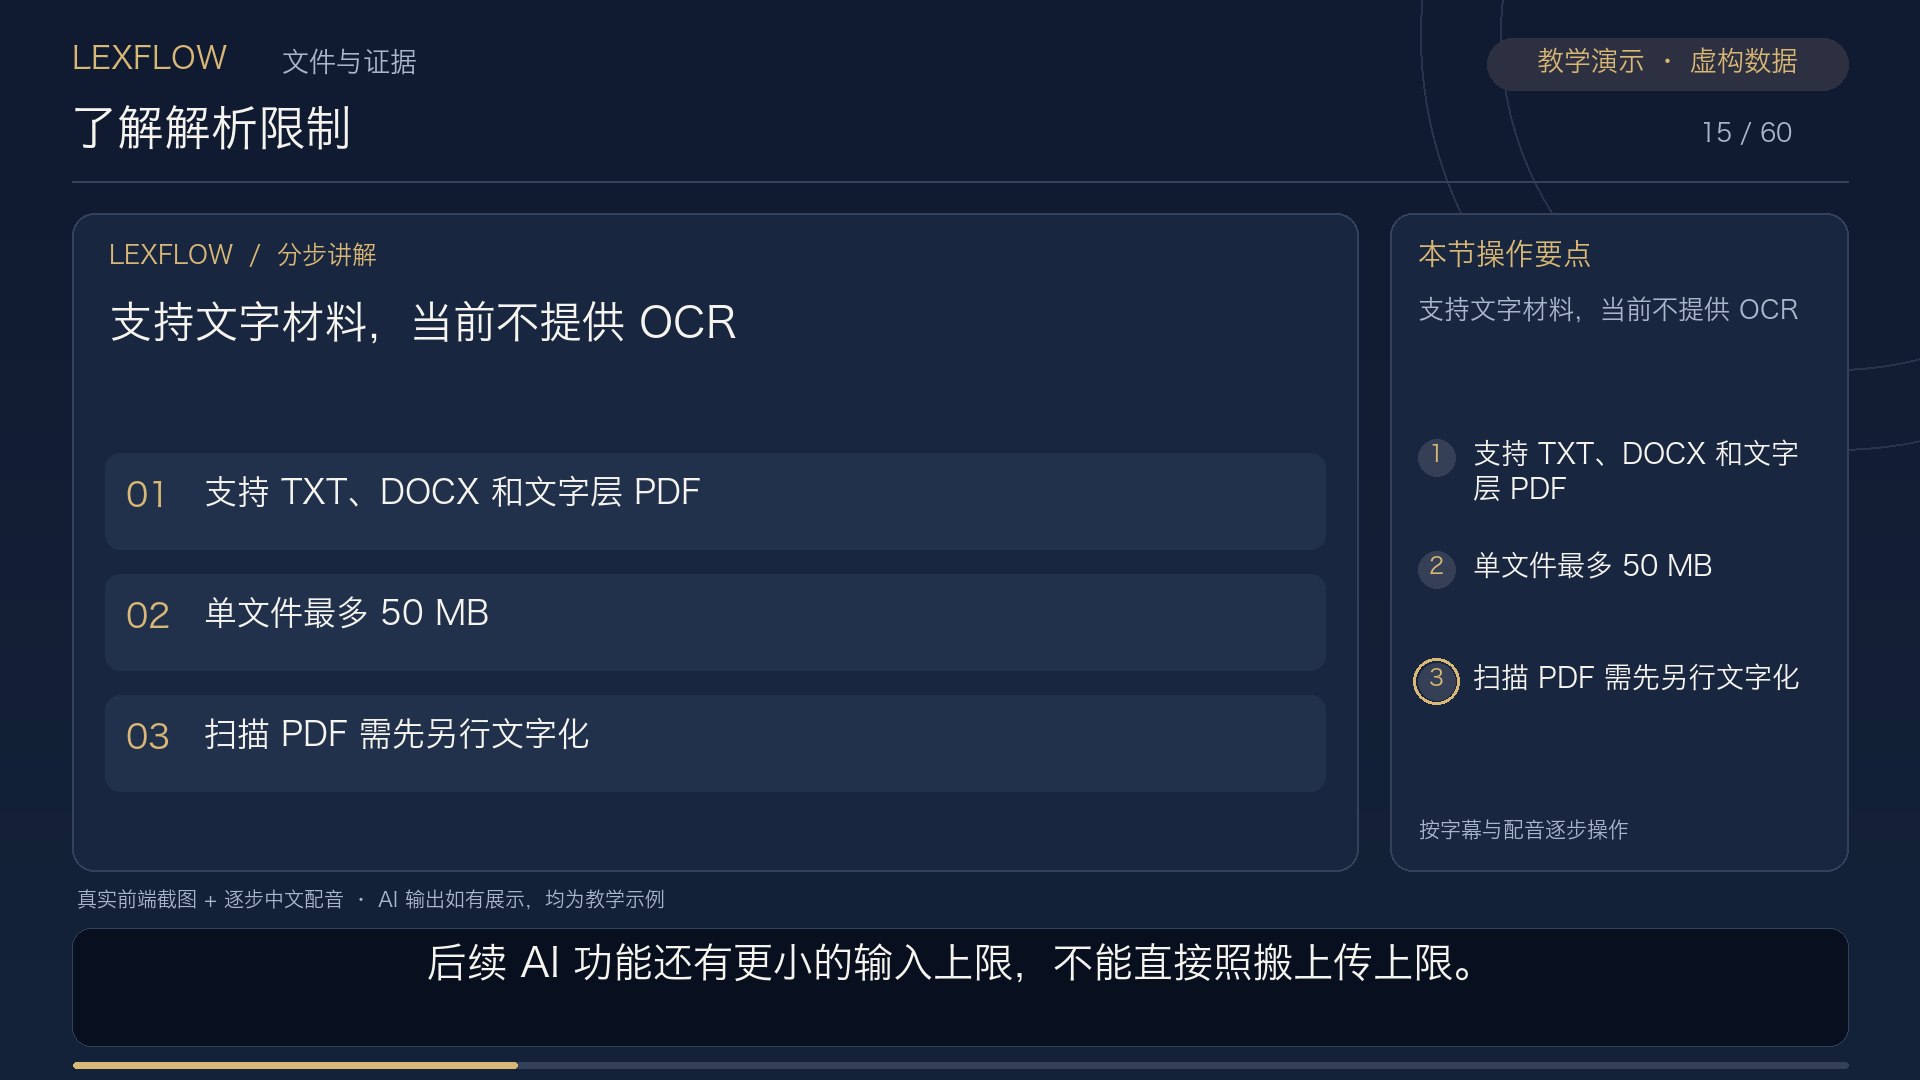 LEXFLOW 文件与证据
教学演示 · 虚构数据
了解解析限制
15 / 60
LEXFLOW / 分步讲解
支持文字材料，当前不提供 OCR
01 支持 TXT、DOCX 和文字层 PDF
02 单文件最多 50 MB
03 扫描 PDF 需先另行文字化
本节操作要点
支持文字材料，当前不提供 OCR
1 支持 TXT、DOCX 和文字
层 PDF
2 单文件最多 50 MB
3 扫描 PDF 需先另行文字化
按字幕与配音逐步操作
真实前端截图 + 逐步中文配音 · AI 输出如有展示，均为教学示例
后续 AI 功能还有更小的输入上限，不能直接照搬上传上限。